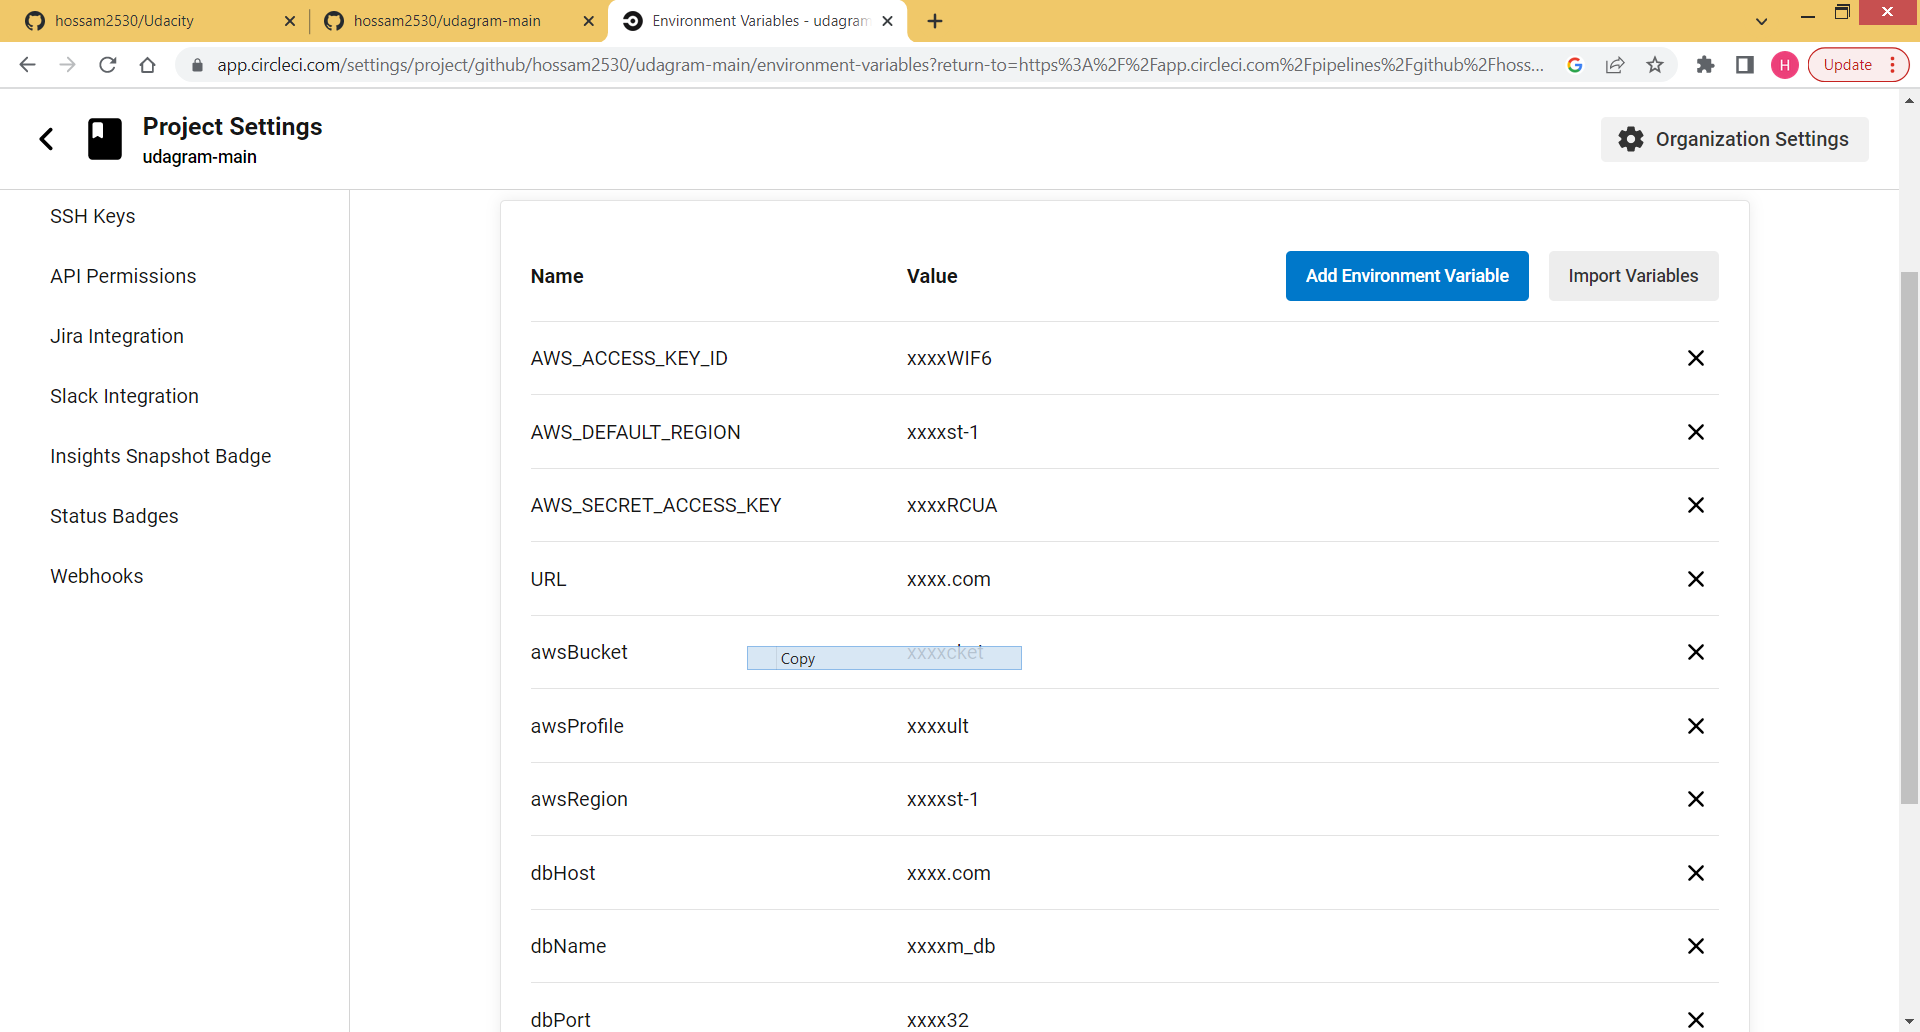 hossam2530/Udacity
hossam2530/udagram-main
Environment Variables - udagram
app.circleci.com/settings/project/github/hossam2530/udagram-main/environment-variables?return-to=https%3A%2F%2Fapp.circleci.com%2Fpipelines%2Fgithub%2Fhoss...
H
Update
Project Settings
udagram-main
Organization Settings
SSH Keys
API Permissions
Jira Integration
Slack Integration
Insights Snapshot Badge
Status Badges
Webhooks
Name Value Add Environment Variable Import Variables
AWS_ACCESS_KEY_ID xxxxWIF6
AWS_DEFAULT_REGION xxxxst-1
AWS_SECRET_ACCESS_KEY xxxxRCUA
URL xxxx.com
awsBucket xxxxcket
Copy
awsProfile xxxxult
awsRegion xxxxst-1
dbHost xxxx.com
dbName xxxxm_db
dbPort xxxx32